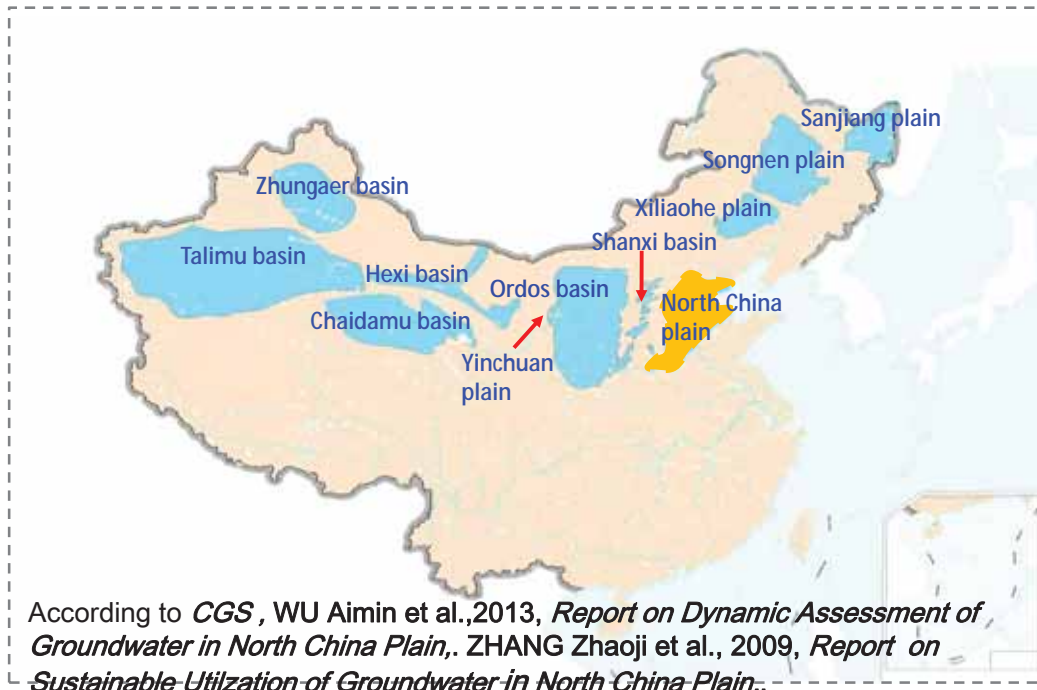 Sanjiang plain
Songnen plain
Zhungaer basin
Xiliaohe plain
Shanxi basin
Talimu basin
Hexi basin
Ordos basin
North China
plain
Chaidamu basin
Yinchuan
plain
According to CGS , WU Aimin et al.,2013, Report on Dynamic Assessment of
Groundwater in North China Plain,. ZHANG Zhaoji et al., 2009, Report on
Sustainable Utilzation of Groundwater in North China Plain,.